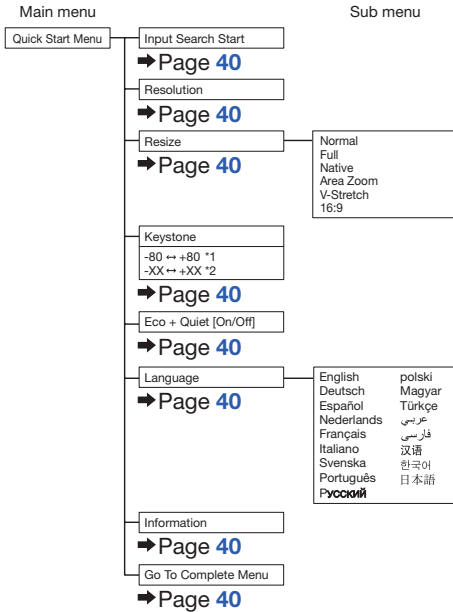 Main menu
Sub menu
Quick Start Menu
Input Search Start
➡Page 40
Resolution
➡Page 40
Resize
➡Page 40
Normal
Full
Native
Area Zoom
V-Stretch
16:9
Keystone
-80 ↔ +80 *1
-XX ↔ +XX *2
➡Page 40
Eco + Quiet [On/Off]
➡Page 40
Language
➡Page 40
English polski
Deutsch Magyar
Español Türkçe
Nederlands عربي
Français فارسی
Italiano 汉语
Svenska 한국어
Português 日本語
Русский
Information
➡Page 40
Go To Complete Menu
➡Page 40